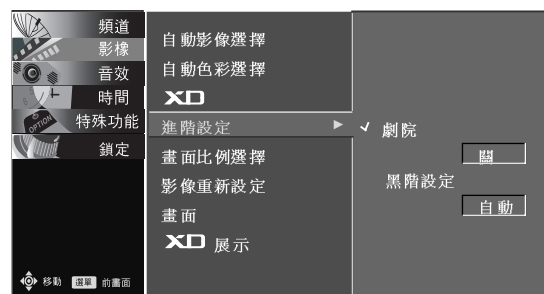 頻道
影像
音效
時間
特殊功能
OPTION
鎖定
自動影像選擇
自動色彩選擇
XD
進階設定
畫面比例選擇
影像重新設定
畫面
XD 展示
劇院
關
黑階設定
自動
移動 選單 前畫面